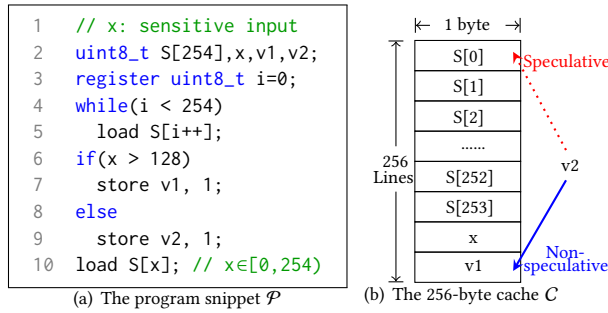 1 // x: sensitive input
2 uint8_t S[254],x,v1,v2;
3 register uint8_t i=0;
4 while(i < 254)
5 load S[i++];
6 if(x > 128)
7 store v1, 1;
8 else
9 store v2, 1;
10 load S[x]; // x∈[0,254)
(a) The program snippet 𝒫
1 byte
256
Lines
S[0]
S[1]
S[2]
......
S[252]
S[253]
x
v1
Speculative
v2
Non-
speculative
(b) The 256-byte cache 𝒞